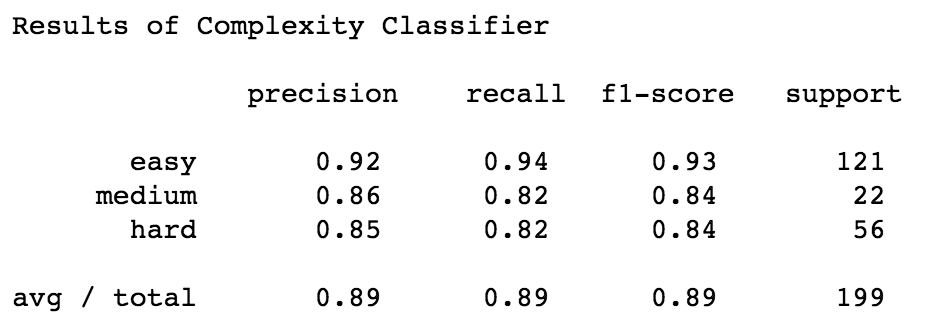 Results of Complexity Classifier
precision recall f1-score support
easy 0.92 0.94 0.93 121
medium 0.86 0.82 0.84 22
hard 0.85 0.82 0.84 56
avg / total 0.89 0.89 0.89 199